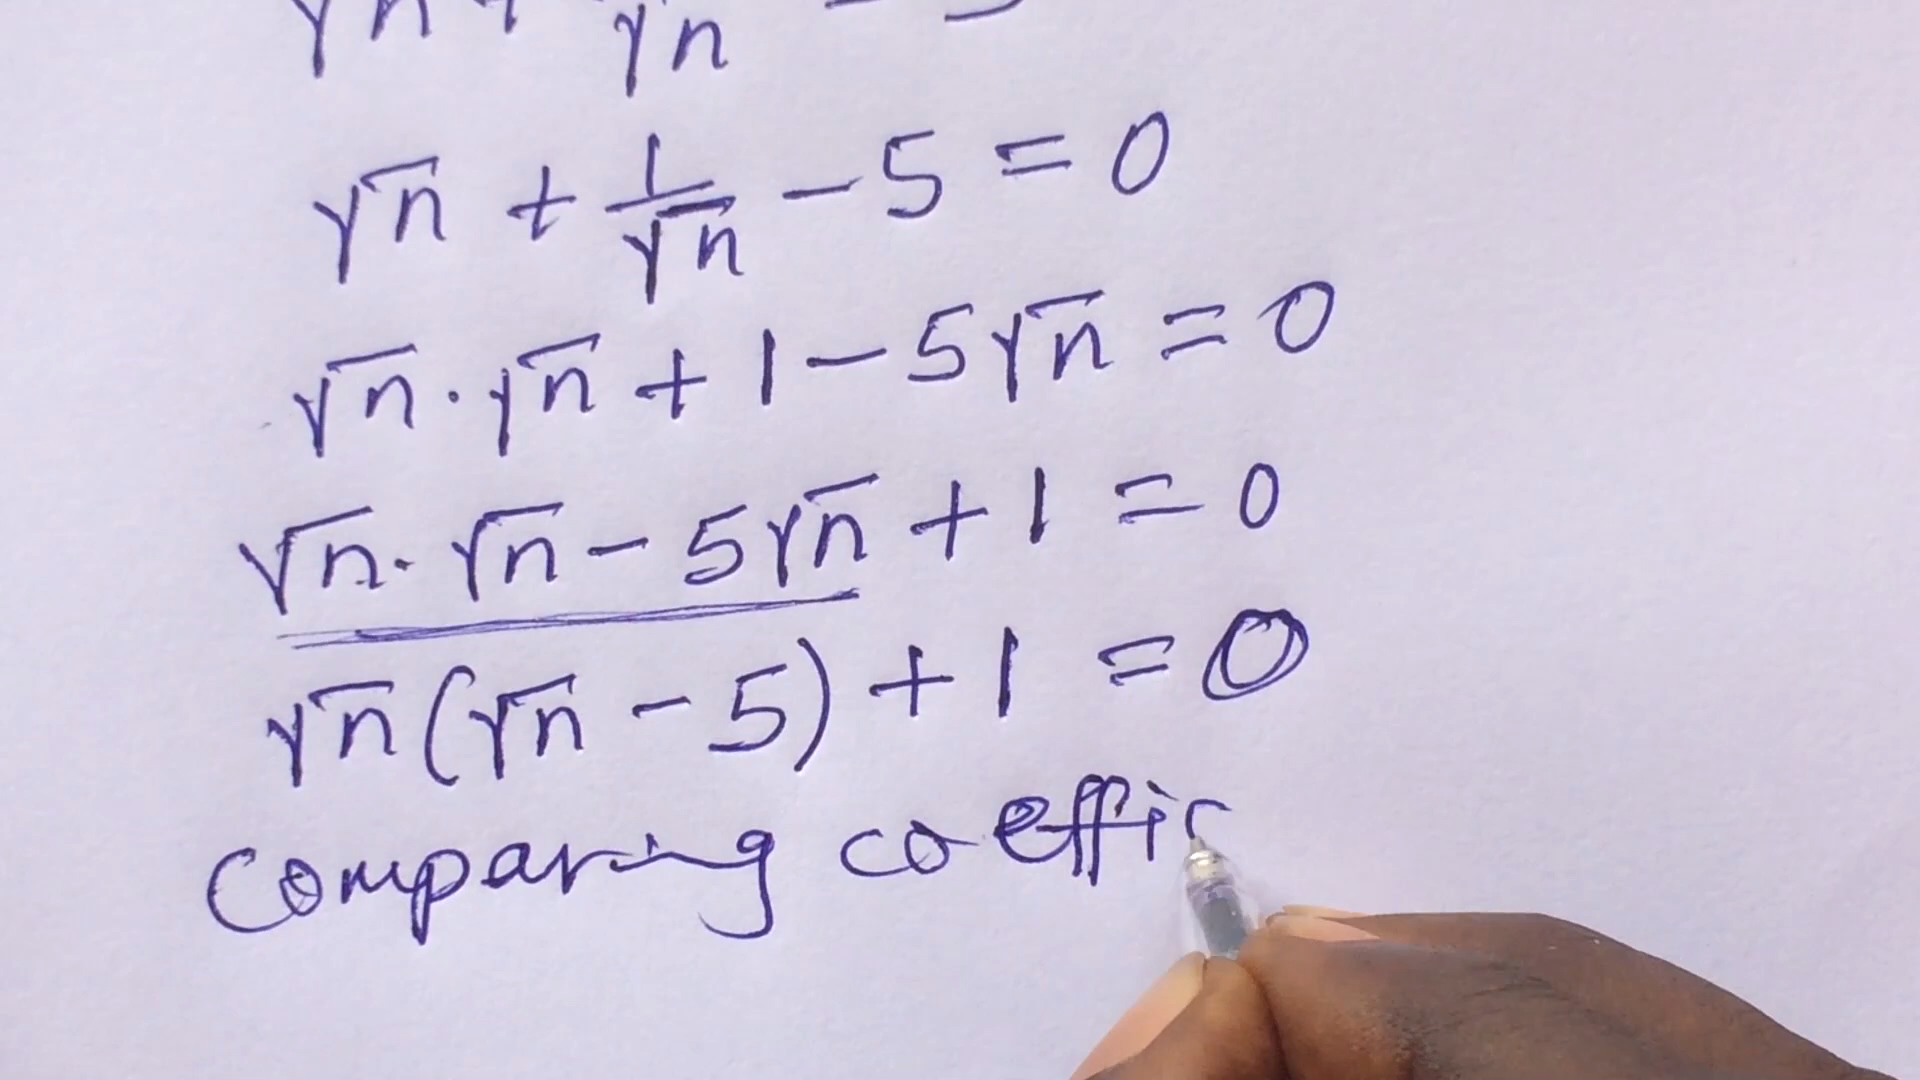 √n + 1/√n - 5 = 0
√n · √n + 1 - 5√n = 0
√n · √n - 5√n + 1 = 0
√n(√n - 5) + 1 = 0
Comparing coeffic